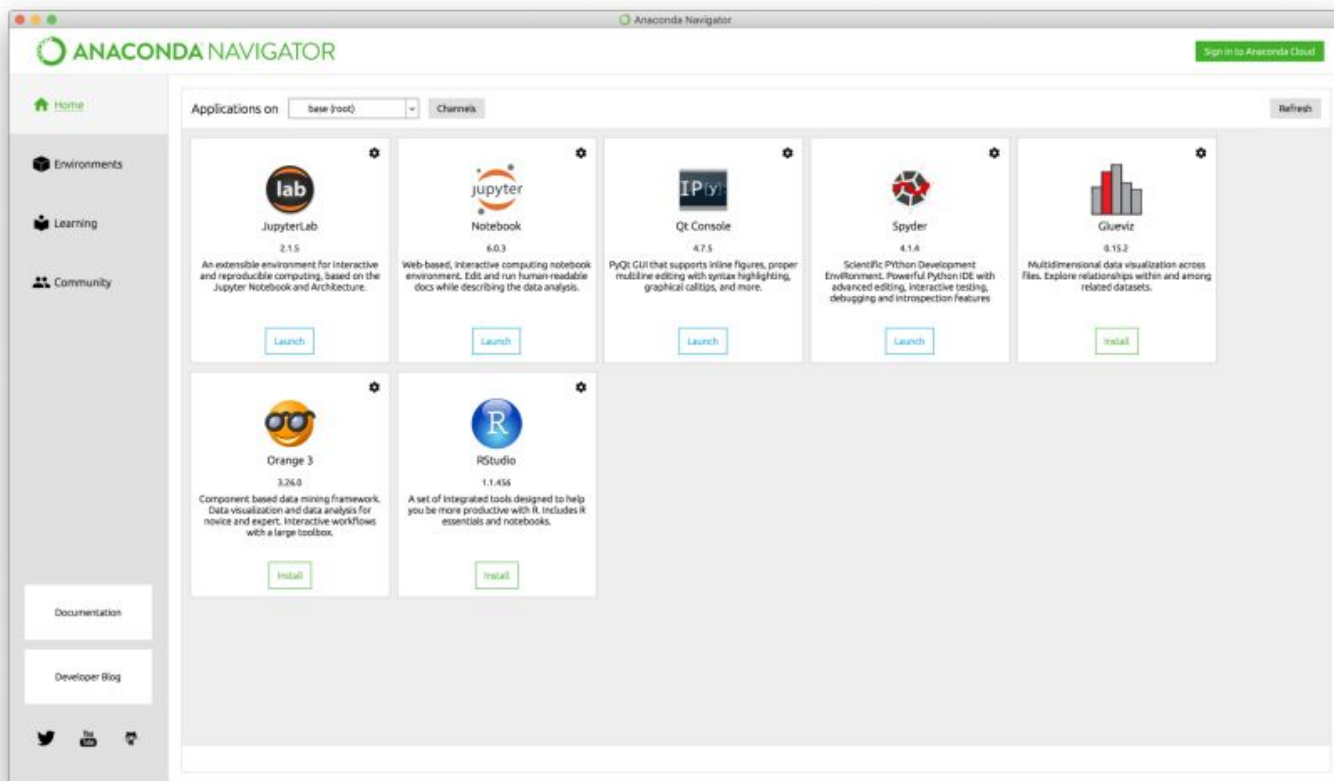 Anaconda Navigator
ANACONDA NAVIGATOR
Sign in to Anaconda Cloud
Home
Environments
Learning
Community
Documentation
Developer Blog
You
Tube
Applications on
base (root)
Channels
Refresh
lab
JupyterLab
2.1.5
An extensible environment for interactive
and reproducible computing, based on the
Jupyter Notebook and Architecture.
Launch
jupyter
Notebook
6.0.3
Web-based, interactive computing notebook
environment. Edit and run human-readable
docs while describing the data analysis.
Launch
IP[y]:
Qt Console
4.7.5
PyQt GUI that supports inline figures, proper
multiline editing with syntax highlighting,
graphical calltips, and more.
Launch
Spyder
4.1.4
Scientific PYthon Development
EnviRonment. Powerful Python IDE with
advanced editing, interactive testing,
debugging and introspection features
Launch
Glueviz
0.15.2
Multidimensional data visualization across
files. Explore relationships within and among
related datasets.
Install
Orange 3
3.26.0
Component based data mining framework.
Data visualization and data analysis for
novice and expert. Interactive workflows
with a large toolbox.
Install
R
RStudio
1.1.456
A set of integrated tools designed to help
you be more productive with R. Includes R
essentials and notebooks.
Install